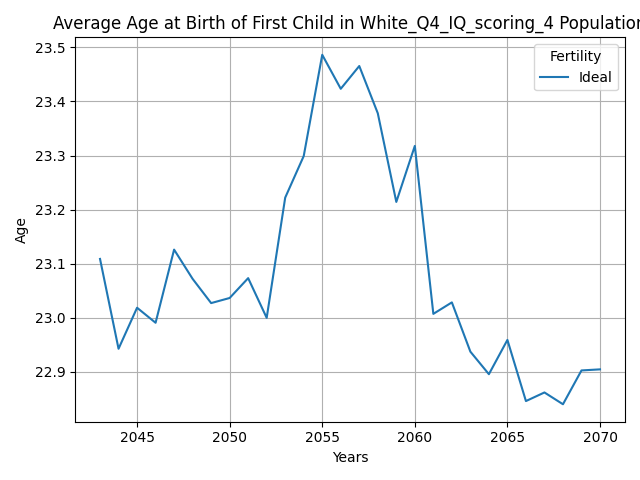 Average Age at Birth of First Child in White_Q4_IQ_scoring_4 Population
Fertility
Ideal
23.5
23.4
23.3
23.2
23.1
23.0
22.9
Age
2045 2050 2055 2060 2065 2070
Years